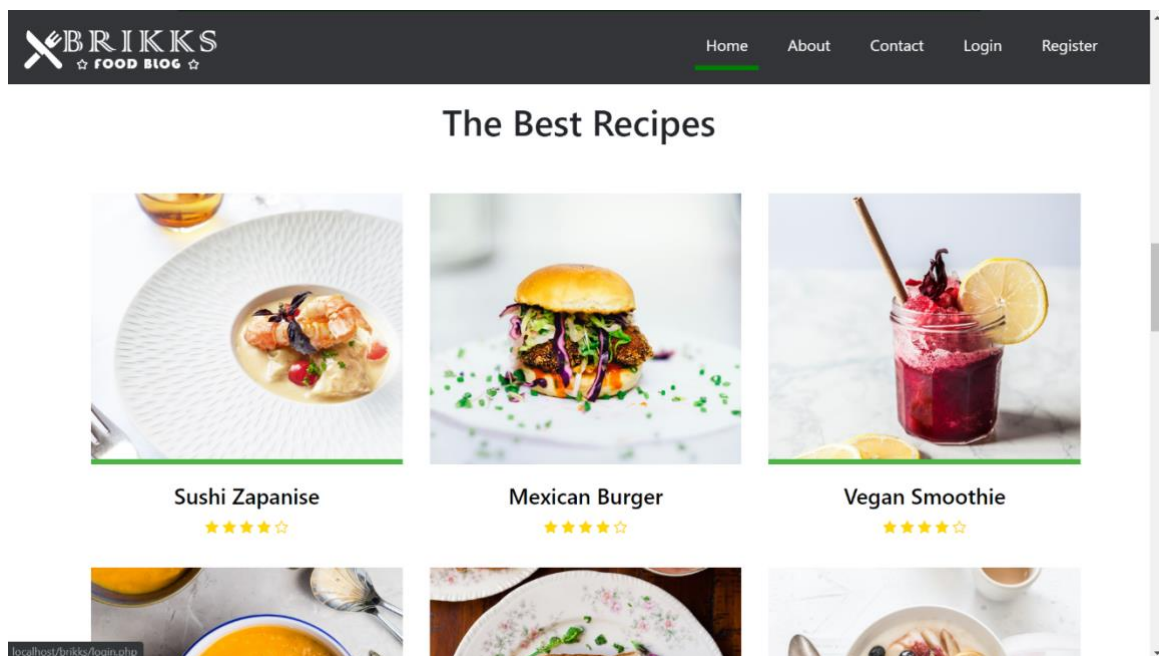 BRIKKS
FOOD BLOG
Home About Contact Login Register
The Best Recipes
Sushi Zapanise Mexican Burger Vegan Smoothie
localhost/brikks/login.php